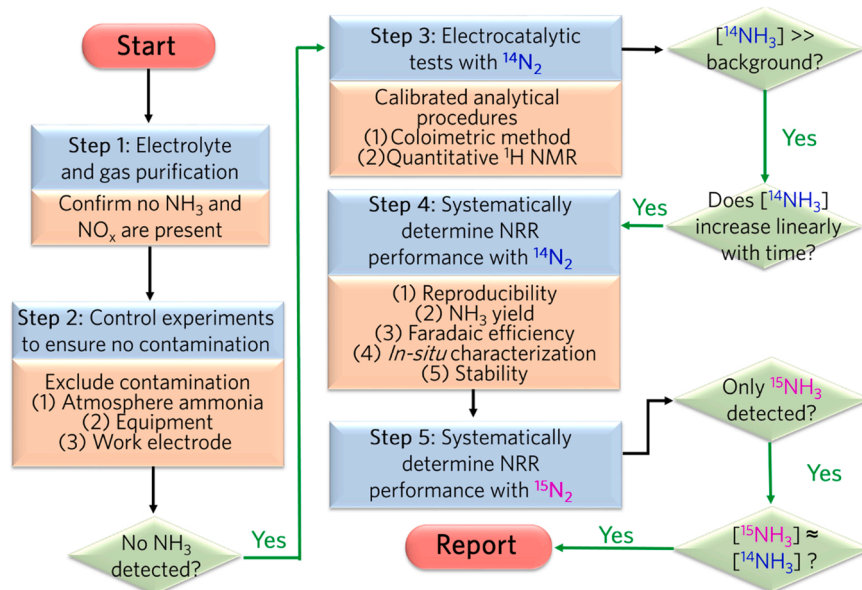 Start
Step 1: Electrolyte
and gas purification
Confirm no NH₃ and
NOₓ are present
Step 2: Control experiments
to ensure no contamination
Exclude contamination
(1) Atmosphere ammonia
(2) Equipment
(3) Work electrode
No NH₃
detected?
Yes
Step 3: Electrocatalytic
tests with ¹⁴N₂
Calibrated analytical
procedures
(1) Coloimetric method
(2) Quantitative ¹H NMR
[¹⁴NH₃] >>
background?
Yes
Does [¹⁴NH₃]
increase linearly
with time?
Yes
Step 4: Systematically
determine NRR
performance with ¹⁴N₂
(1) Reproducibility
(2) NH₃ yield
(3) Faradaic efficiency
(4) In-situ characterization
(5) Stability
Step 5: Systematically
determine NRR
performance with ¹⁵N₂
Only ¹⁵NH₃
detected?
Yes
[¹⁵NH₃] ≈
[¹⁴NH₃] ?
Yes
Report